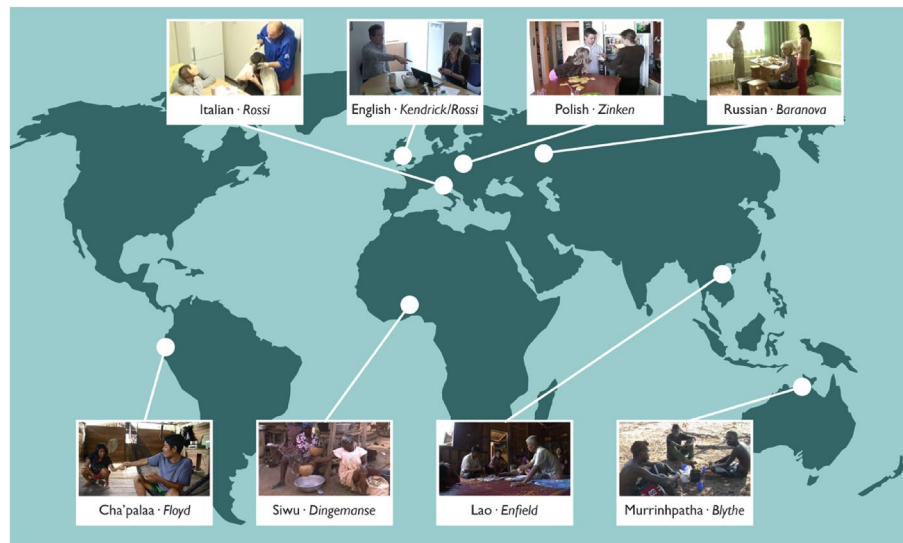 Italian · Rossi
English · Kendrick/Rossi
Polish · Zinken
Russian · Baranova
Cha'palaa · Floyd
Siwu · Dingemanse
Lao · Enfield
Murrinhpatha · Blythe